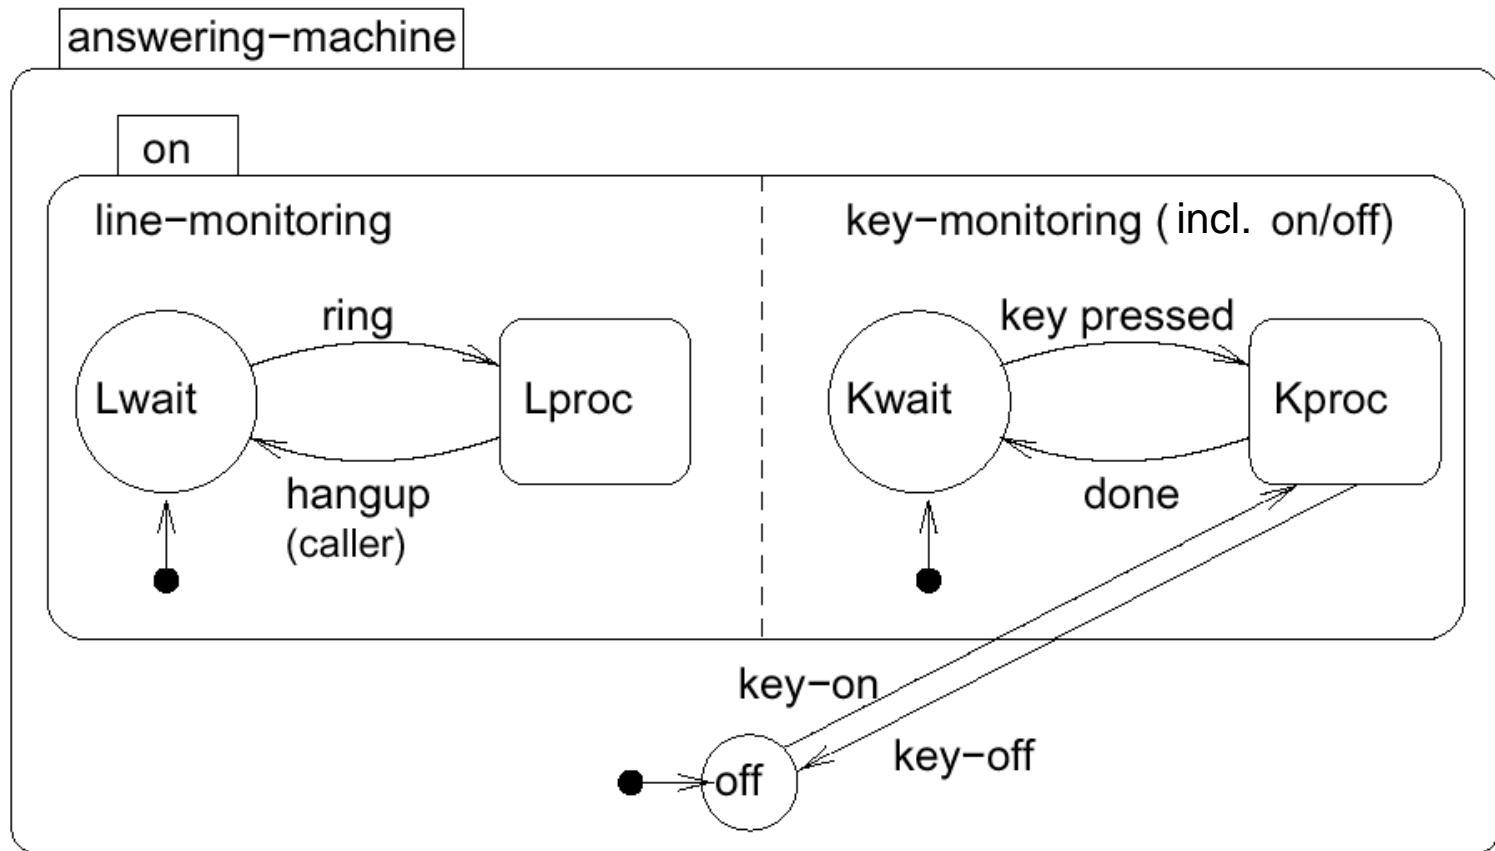 answering−machine
on
line−monitoring
key−monitoring (incl. on/off)
ring
key pressed
Lwait
Lproc
Kwait
Kproc
hangup
(caller)
done
key−on
key−off
off